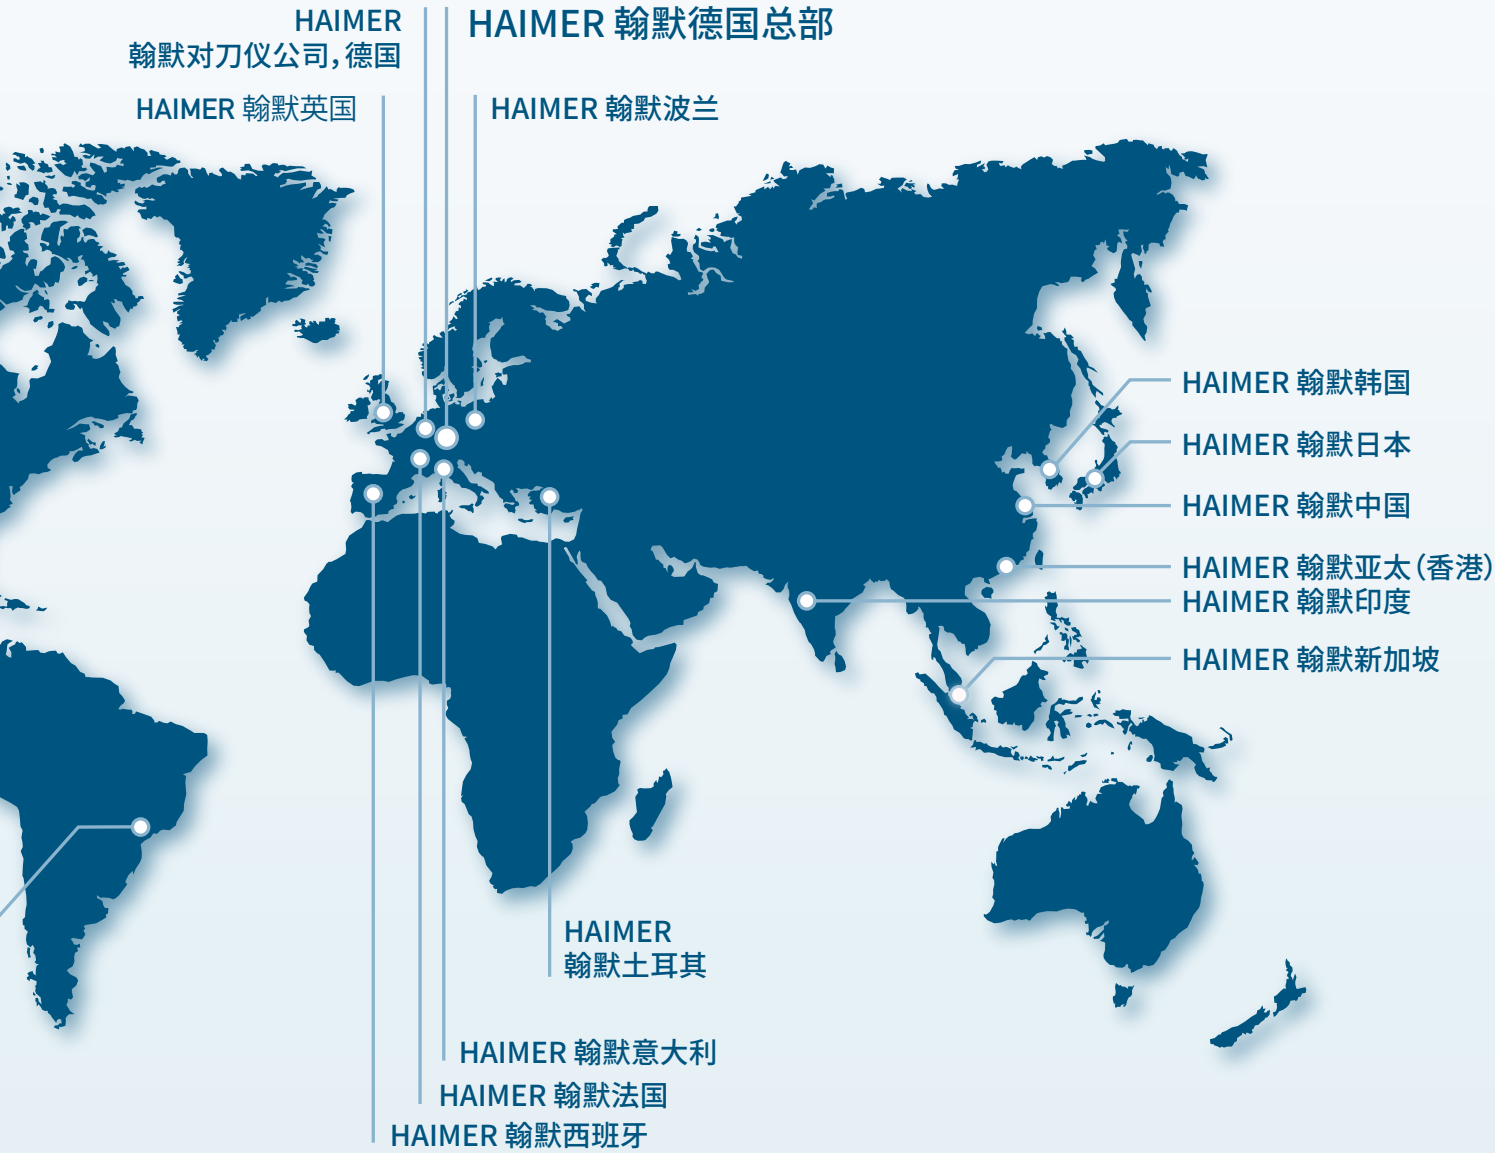 HAIMER
翰默对刀仪公司，德国
HAIMER 翰默德国总部
HAIMER 翰默英国
HAIMER 翰默波兰
HAIMER 翰默韩国
HAIMER 翰默日本
HAIMER 翰默中国
HAIMER 翰默亚太（香港）
HAIMER 翰默印度
HAIMER 翰默新加坡
HAIMER
翰默土耳其
HAIMER 翰默意大利
HAIMER 翰默法国
HAIMER 翰默西班牙